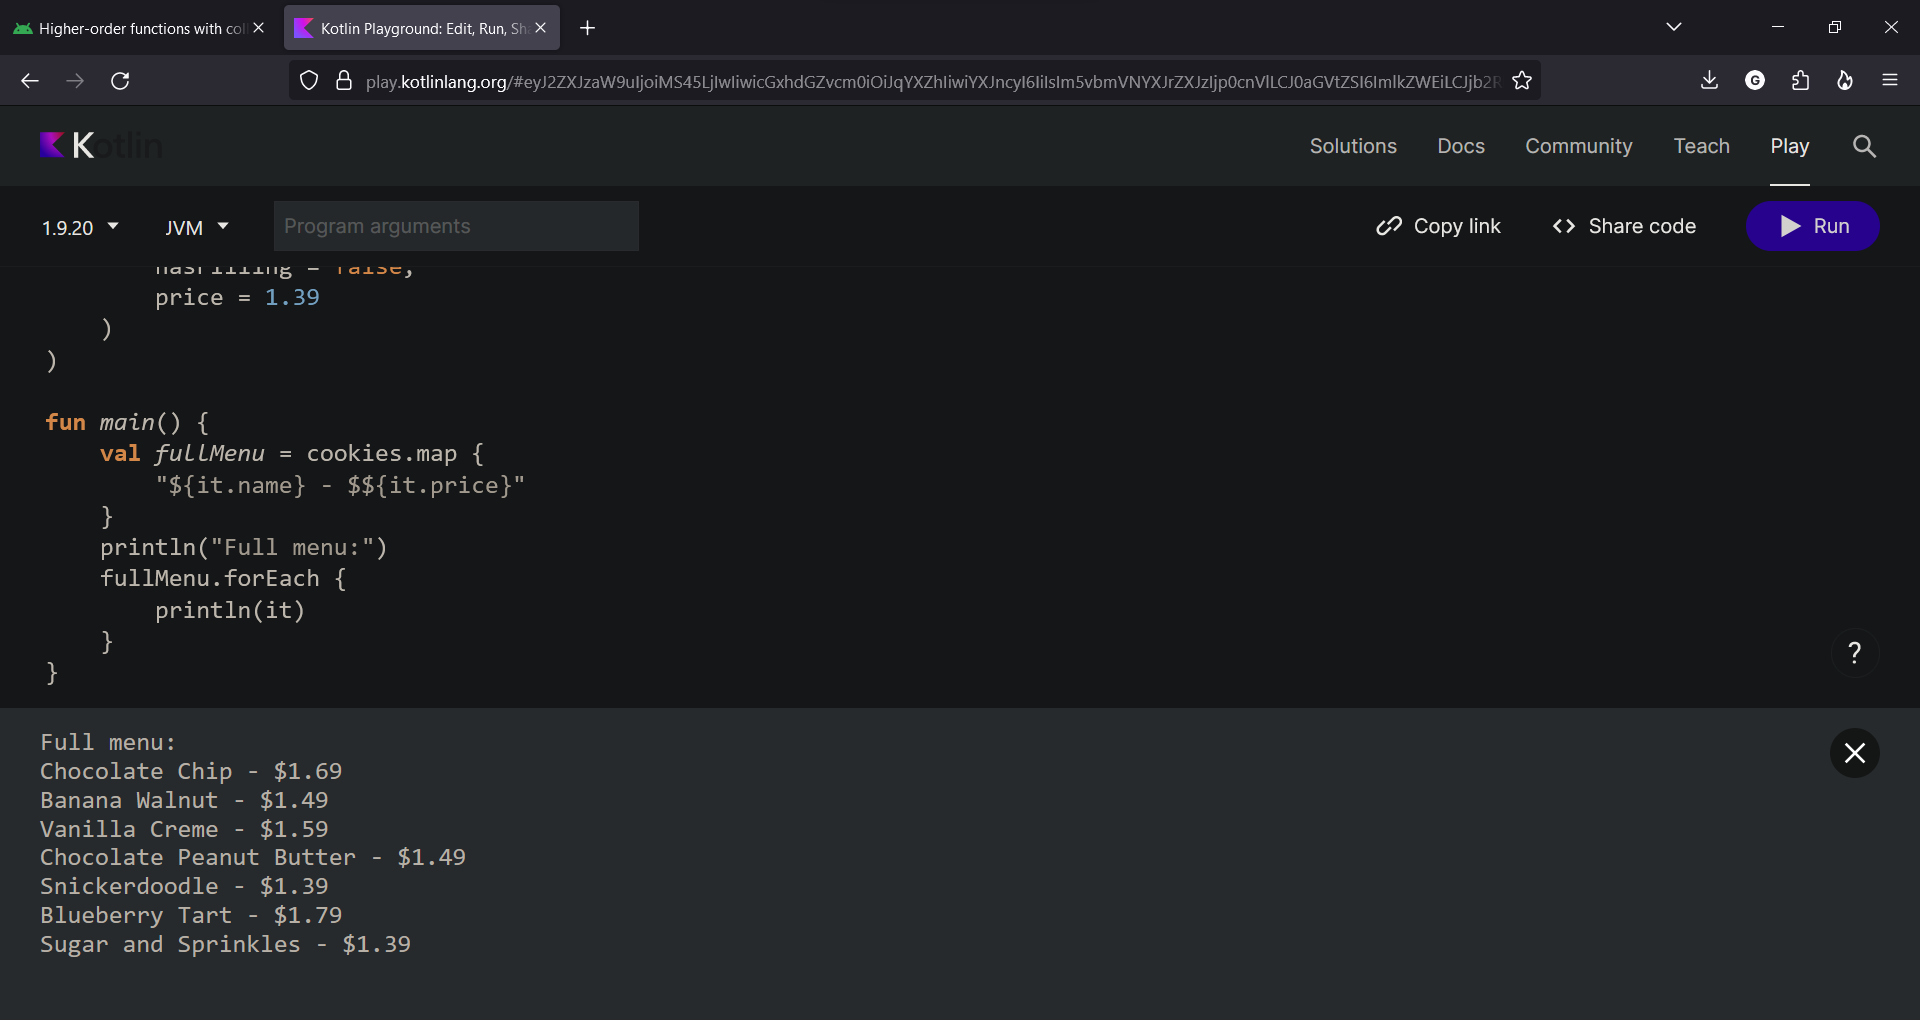 Higher-order functions with col
Kotlin Playground: Edit, Run, Sha
play.kotlinlang.org/#eyJ2ZXJzaW9uIjoiMS45LjIwIiwicGxhdGZvcm0iOiJqYXZhIiwiYXJncyI6IiIsIm5vbmVNYXJrZXJzIjp0cnVlLCJ0aGVtZSI6ImlkZWEiLCJjb2R
G
Kotlin
Solutions
Docs
Community
Teach
Play
1.9.20
JVM
Program arguments
Copy link
Share code
Run
hasFilling = false,
price = 1.39
)
)
fun main() {
val fullMenu = cookies.map {
"${it.name} - $${it.price}"
}
println("Full menu:")
fullMenu.forEach {
println(it)
}
}
?
Full menu:
Chocolate Chip - $1.69
Banana Walnut - $1.49
Vanilla Creme - $1.59
Chocolate Peanut Butter - $1.49
Snickerdoodle - $1.39
Blueberry Tart - $1.79
Sugar and Sprinkles - $1.39